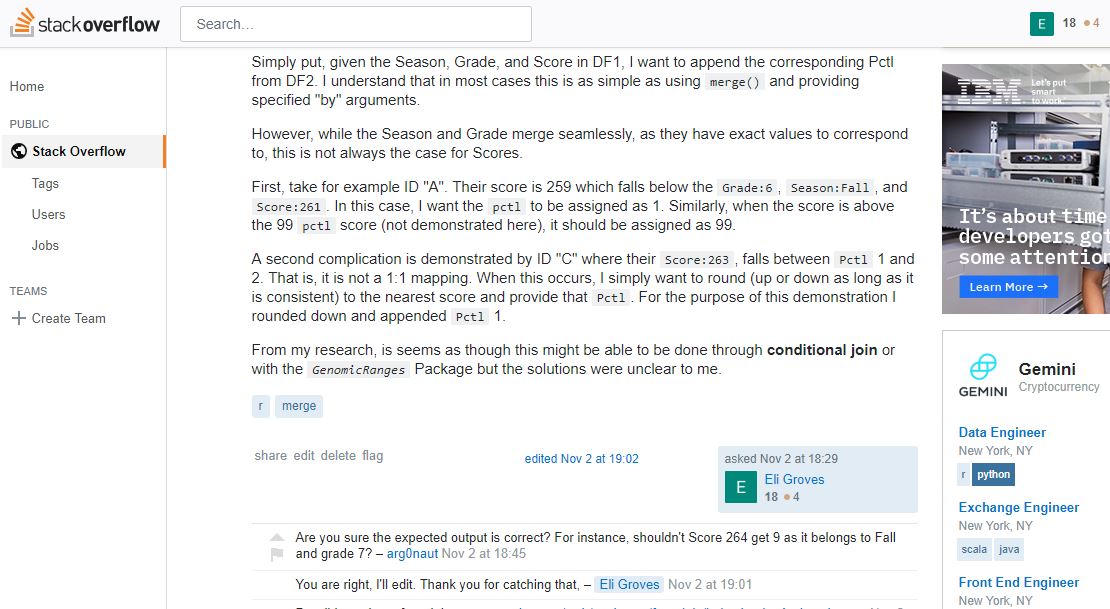 stackoverflow
Search…
E 18 4
Home
PUBLIC
Stack Overflow
Tags
Users
Jobs
TEAMS
Create Team
Simply put, given the Season, Grade, and Score in DF1, I want to append the corresponding Pctl
from DF2. I understand that in most cases this is as simple as using merge() and providing
specified "by" arguments.
However, while the Season and Grade merge seamlessly, as they have exact values to correspond
to, this is not always the case for Scores.
First, take for example ID "A". Their score is 259 which falls below the Grade:6 , Season:Fall , and
Score:261 . In this case, I want the pctl to be assigned as 1. Similarly, when the score is above
the 99 pctl score (not demonstrated here), it should be assigned as 99.
A second complication is demonstrated by ID "C" where their Score:263 , falls between Pctl 1 and
2. That is, it is not a 1:1 mapping. When this occurs, I simply want to round (up or down as long as it
is consistent) to the nearest score and provide that Pctl . For the purpose of this demonstration I
rounded down and appended Pctl 1.
From my research, is seems as though this might be able to be done through conditional join or
with the GenomicRanges Package but the solutions were unclear to me.
r merge
share edit delete flag
edited Nov 2 at 19:02
asked Nov 2 at 18:29
E Eli Groves
18 4
Are you sure the expected output is correct? For instance, shouldn't Score 264 get 9 as it belongs to Fall
and grade 7? – arg0naut Nov 2 at 18:45
You are right, I'll edit. Thank you for catching that, – Eli Groves Nov 2 at 19:01
IBM.
Let's put
smart
to work
It's about time
developers got
some attention
Learn More →
GEMINI
Gemini
Cryptocurrency
Data Engineer
New York, NY
r python
Exchange Engineer
New York, NY
scala java
Front End Engineer
New York, NY